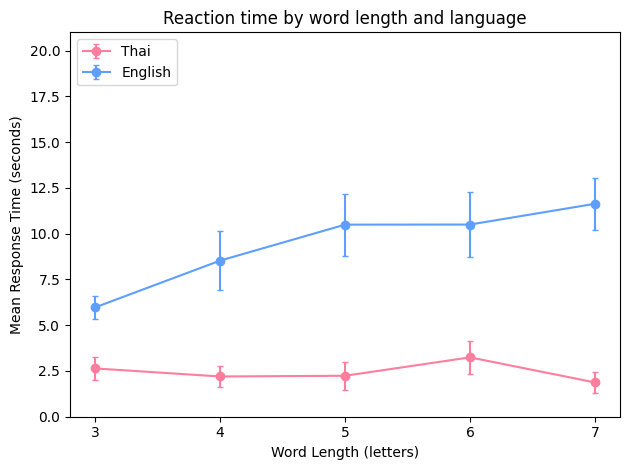 Reaction time by word length and language
Thai
English
Mean Response Time (seconds)
20.0
17.5
15.0
12.5
10.0
7.5
5.0
2.5
0.0
3 4 5 6 7
Word Length (letters)